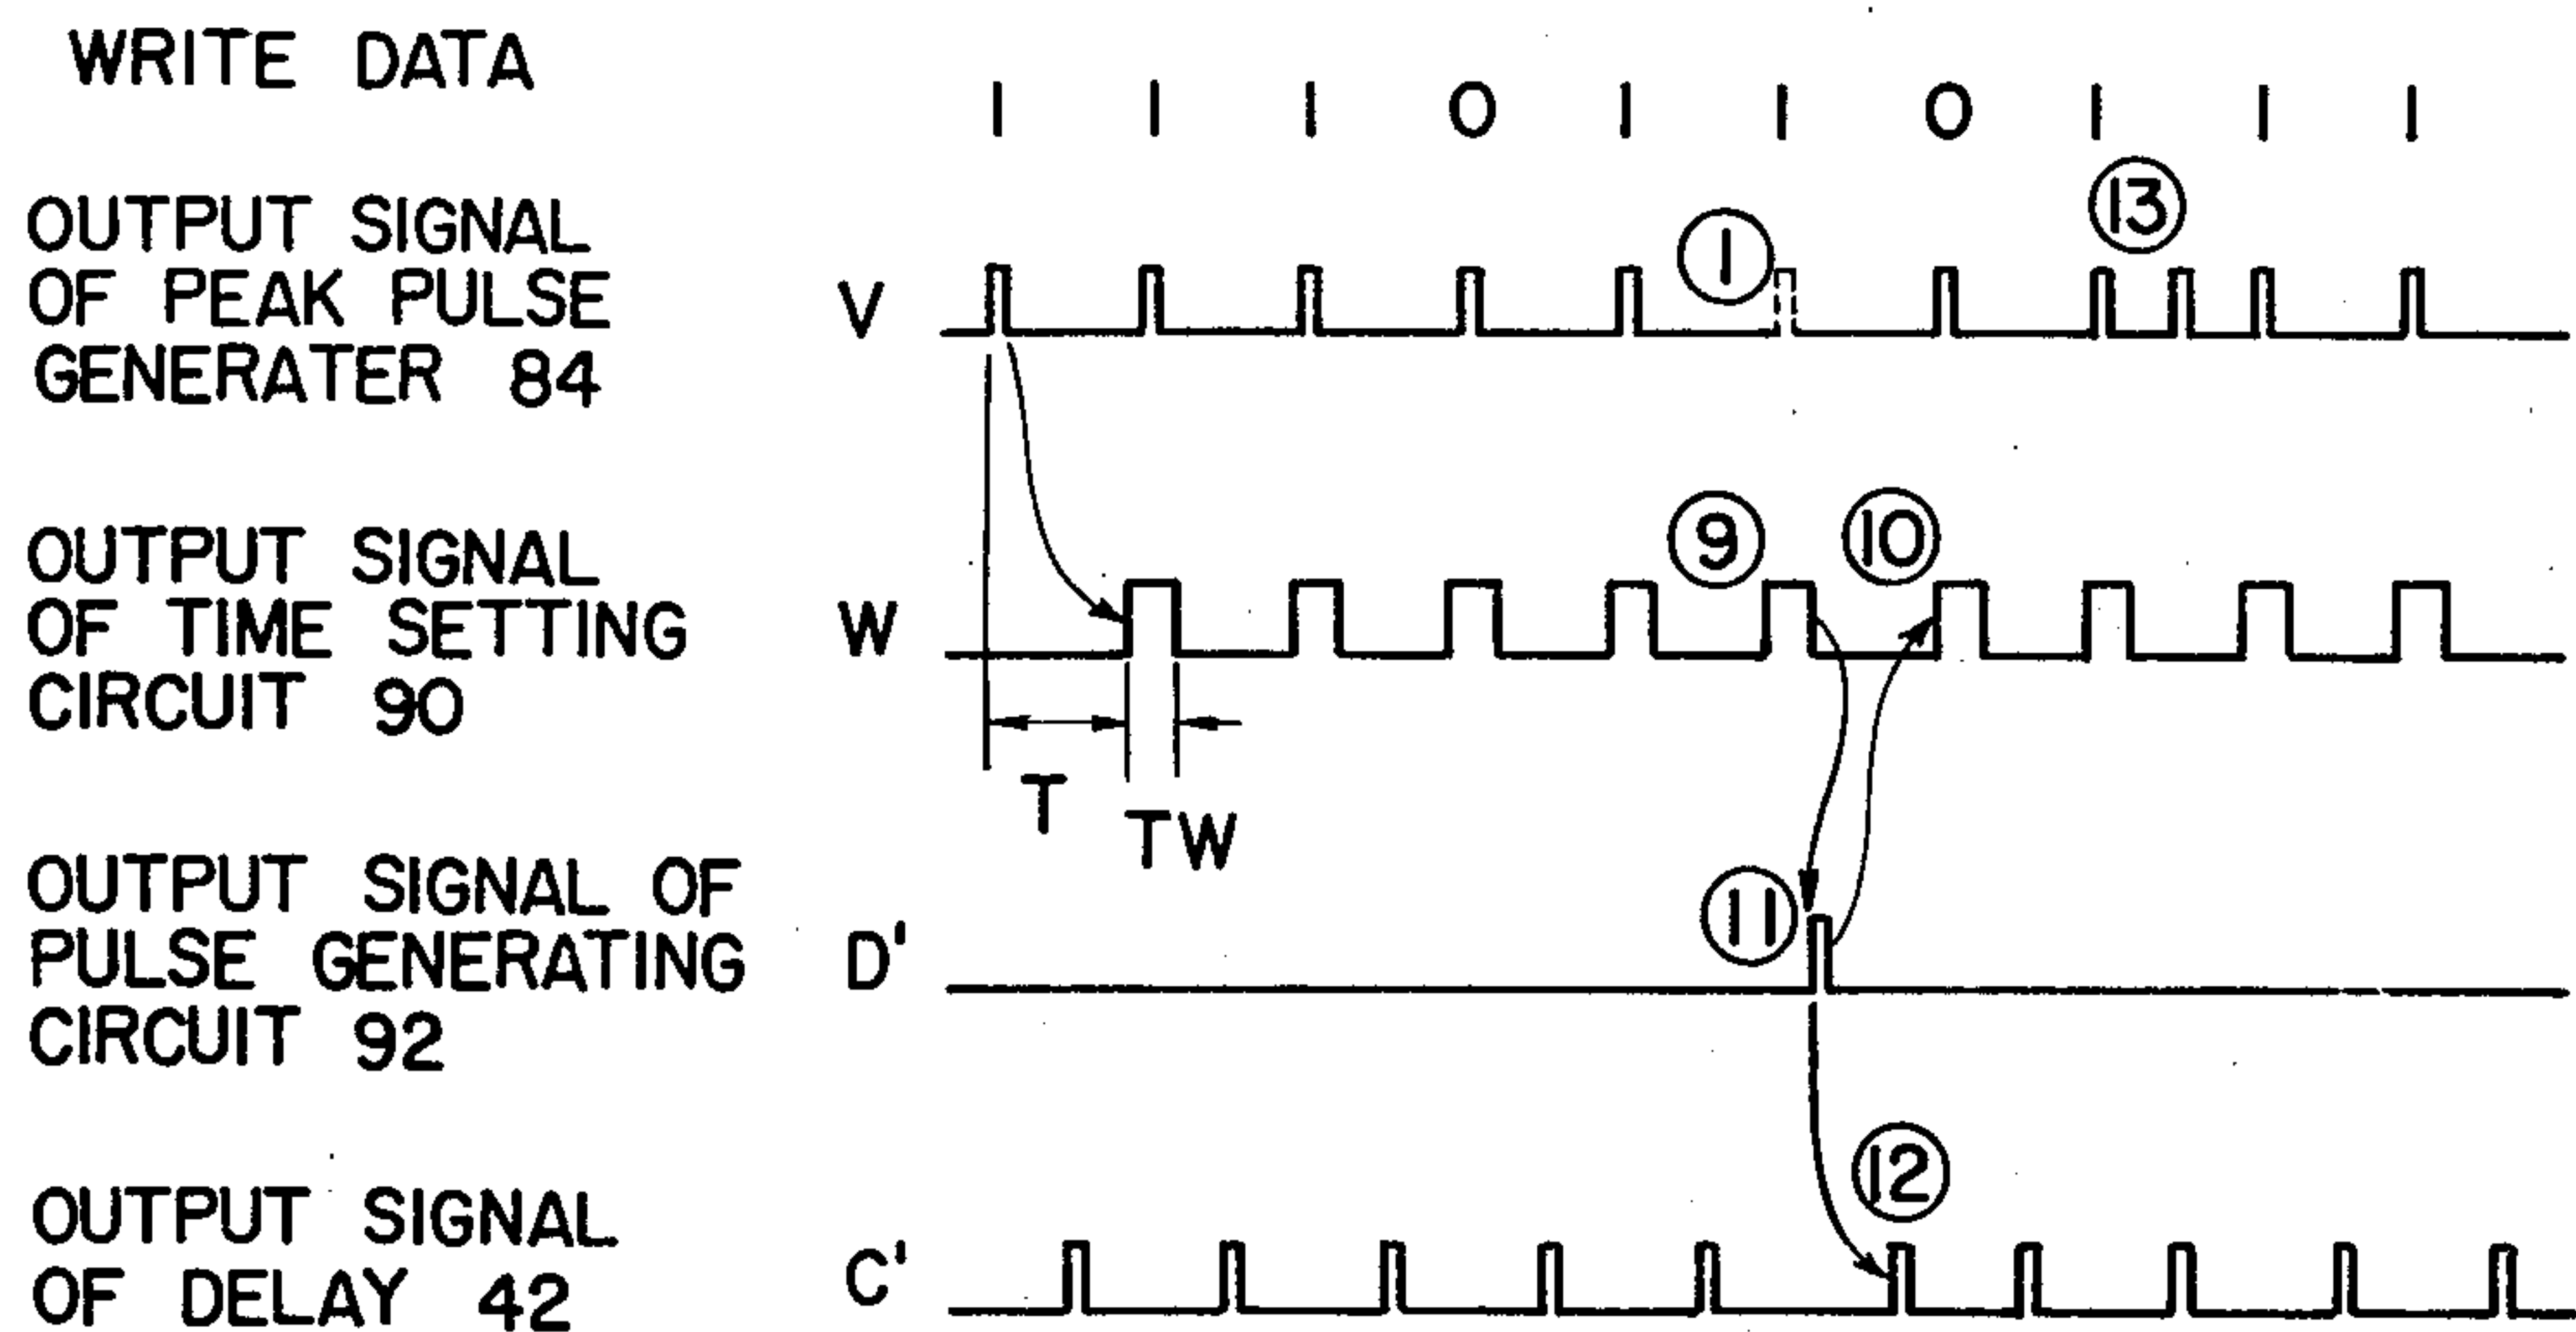 WRITE DATA
1 1 1 0 1 1 0 1 1 1
OUTPUT SIGNAL
OF PEAK PULSE
GENERATER 84
V
1
13
OUTPUT SIGNAL
OF TIME SETTING
CIRCUIT 90
W
9
10
T
TW
OUTPUT SIGNAL OF
PULSE GENERATING
CIRCUIT 92
D'
11
OUTPUT SIGNAL
OF DELAY 42
C'
12